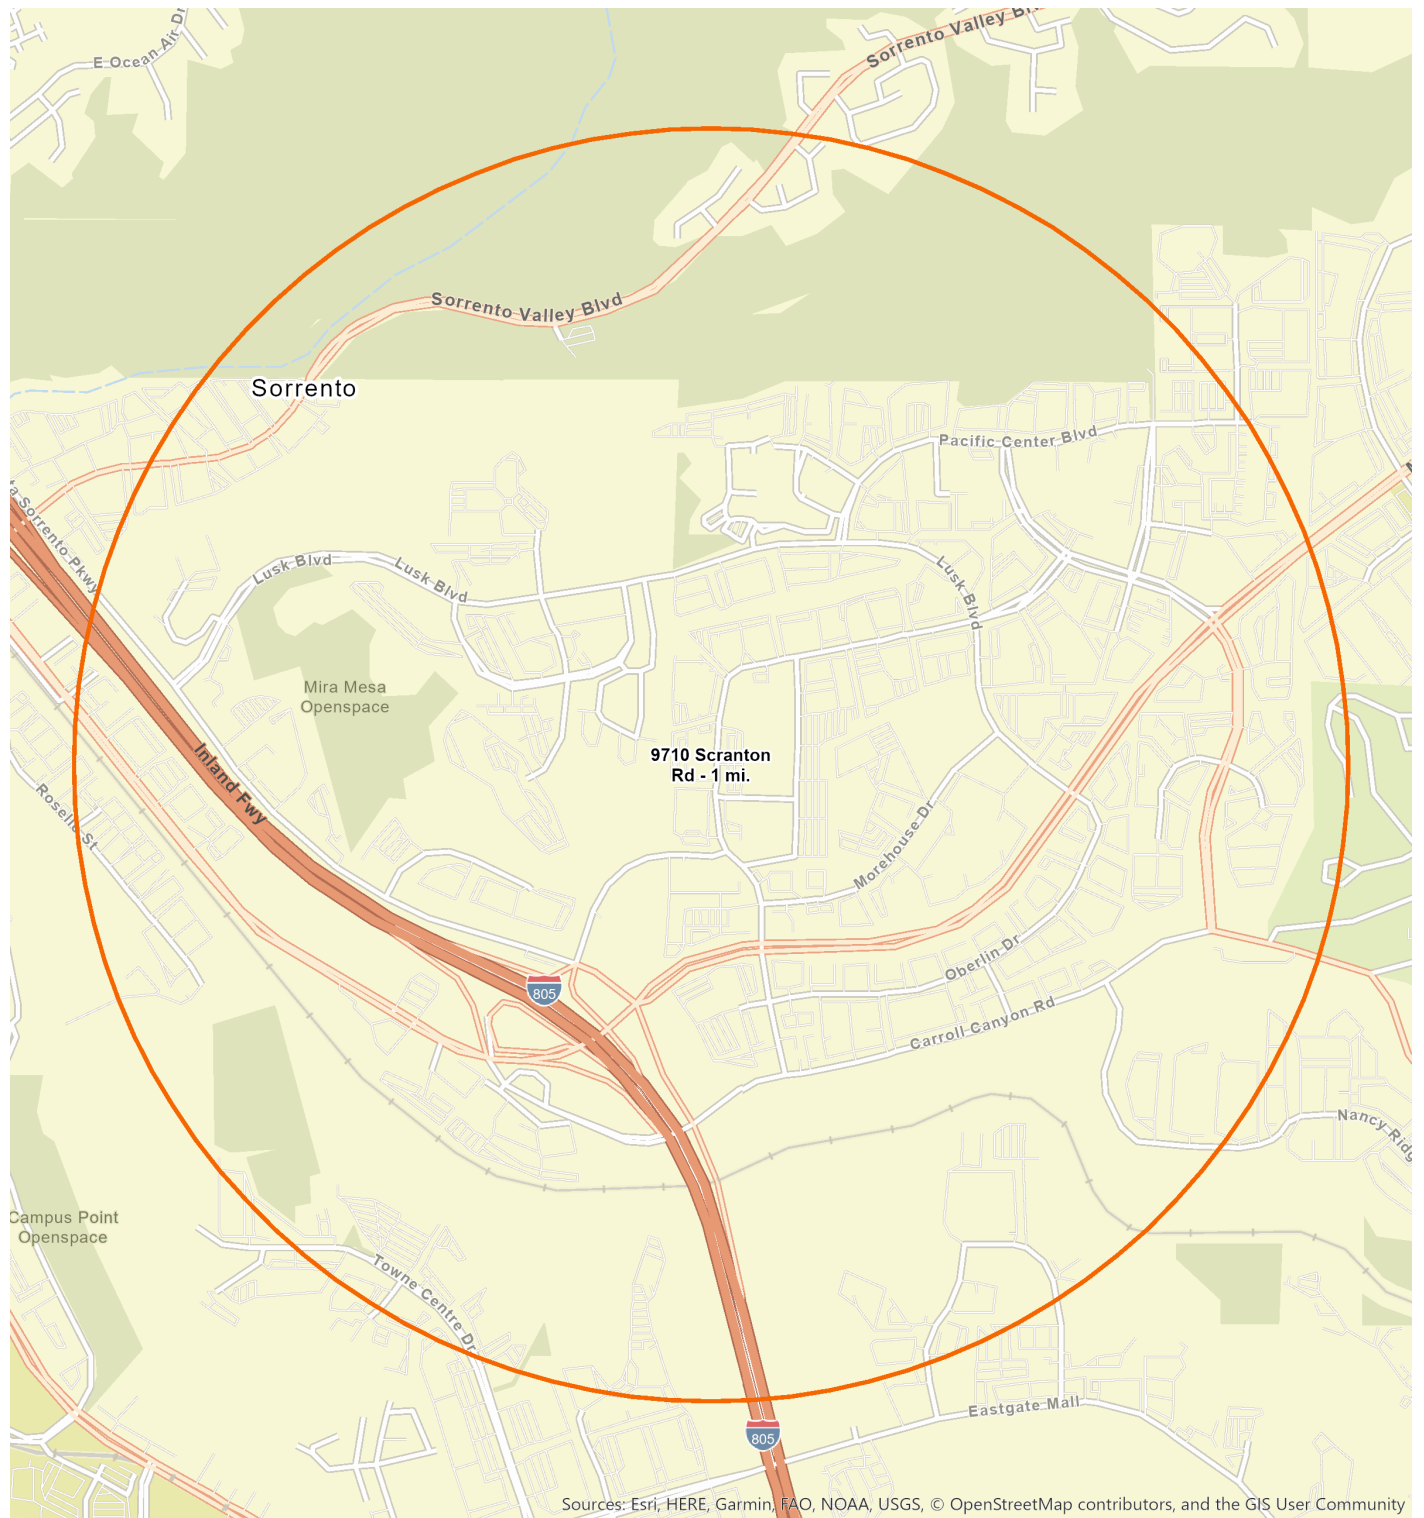 Sorrento Valley Blvd
E Ocean Air Dr
Sorrento Valley Blvd
Sorrento
Pacific Center Blvd
Sorrento Pkwy
Lusk Blvd
Lusk Blvd
Lusk Blvd
Mira Mesa
Openspace
9710 Scranton
Rd - 1 mi.
Inland Fwy
Roselle St
Morehouse Dr
Oberlin Dr
805
Carroll Canyon Rd
Nancy Ridg
Campus Point
Openspace
Towne Centre Dr
Eastgate Mall
805
Sources: Esri, HERE, Garmin, FAO, NOAA, USGS, © OpenStreetMap contributors, and the GIS User Community